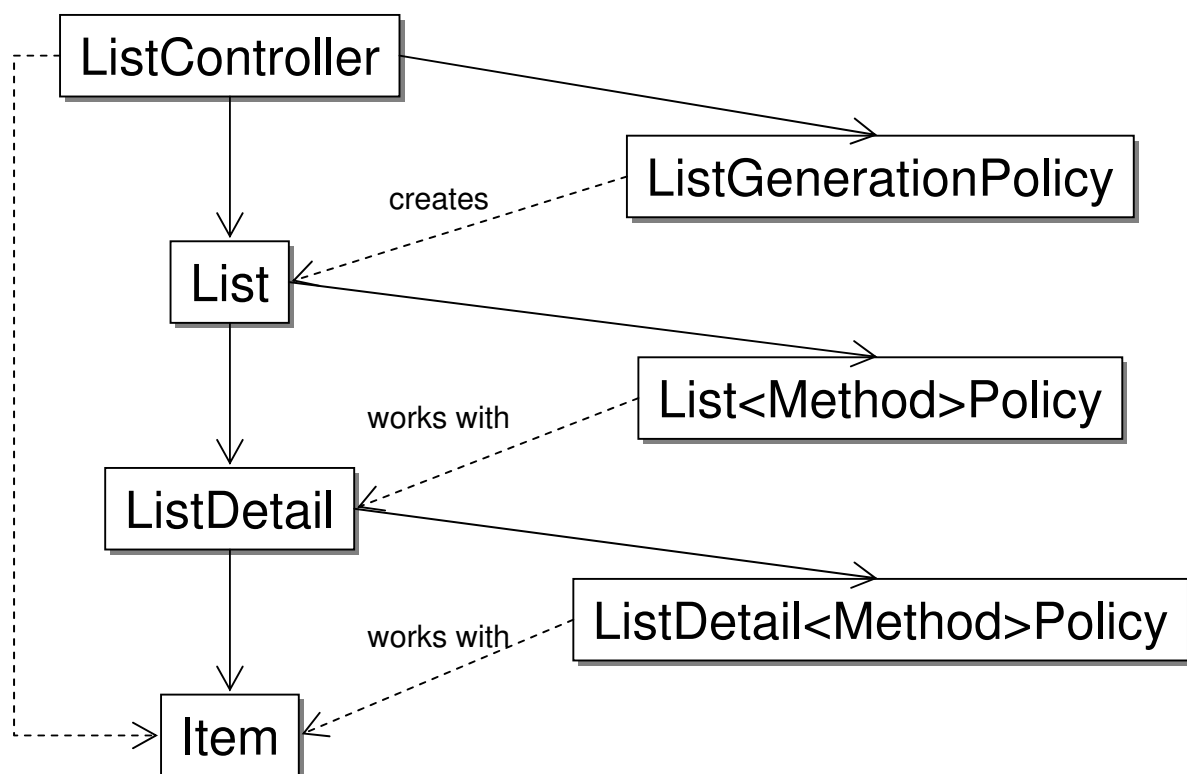 ListController
ListGenerationPolicy
creates
List
List<Method>Policy
works with
ListDetail
ListDetail<Method>Policy
works with
Item